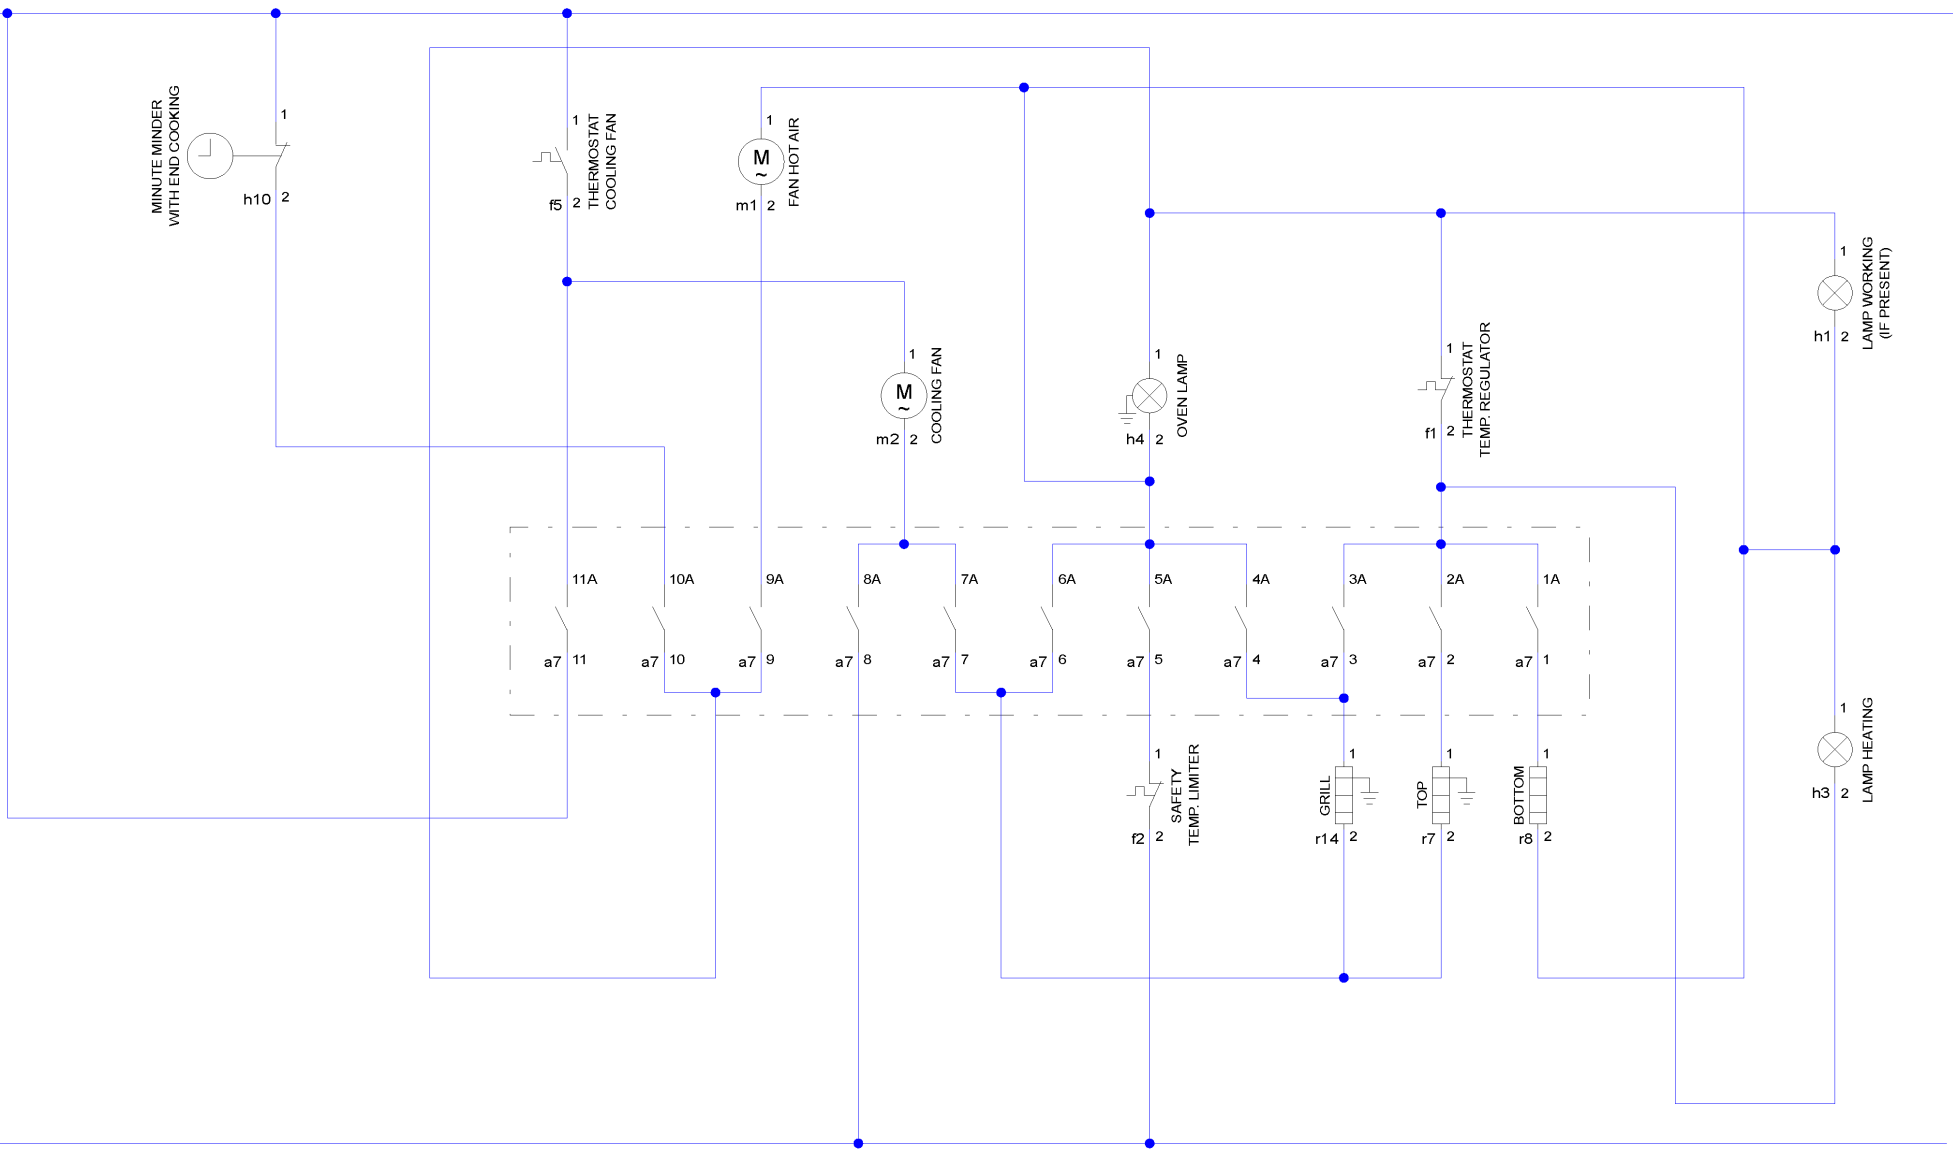 MINUTE MINDER
WITH END COOKING
1
h10 2
1
THERMOSTAT
COOLING FAN
f5 2
1
M
~
FAN HOT AIR
m1 2
1
M
~
COOLING FAN
m2 2
1
OVEN LAMP
h4 2
1
THERMOSTAT
TEMP. REGULATOR
f1 2
1
LAMP WORKING
(IF PRESENT)
h1 2
11A 10A 9A 8A 7A 6A 5A 4A 3A 2A 1A
a7 11 a7 10 a7 9 a7 8 a7 7 a7 6 a7 5 a7 4 a7 3 a7 2 a7 1
1
SAFETY
TEMP. LIMITER
f2 2
1
GRILL
r14 2
1
TOP
r7 2
1
BOTTOM
r8 2
1
LAMP HEATING
h3 2